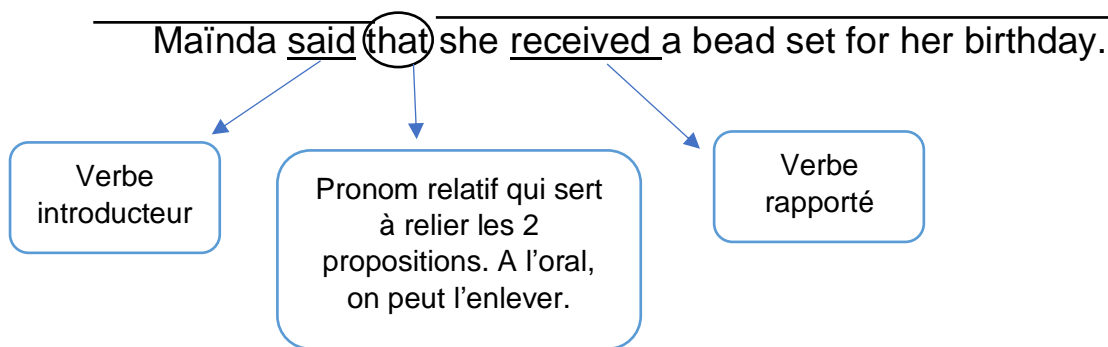 Maïnda said that she received a bead set for her birthday.
Verbe
introducteur
Pronom relatif qui sert
à relier les 2
propositions. A l’oral,
on peut l’enlever.
Verbe
rapporté